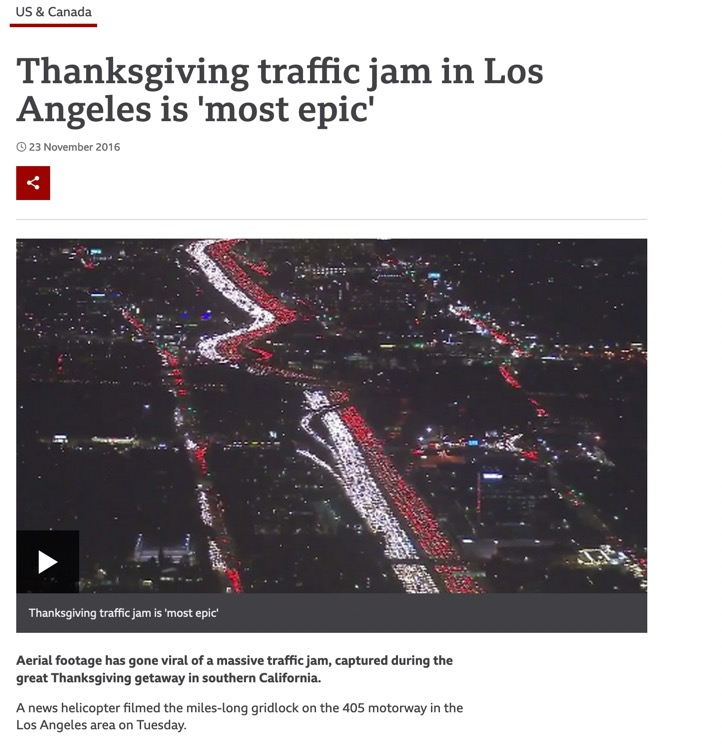 US & Canada
Thanksgiving traffic jam in Los
Angeles is 'most epic'
23 November 2016
Thanksgiving traffic jam is 'most epic'
Aerial footage has gone viral of a massive traffic jam, captured during the
great Thanksgiving getaway in southern California.
A news helicopter filmed the miles-long gridlock on the 405 motorway in the
Los Angeles area on Tuesday.